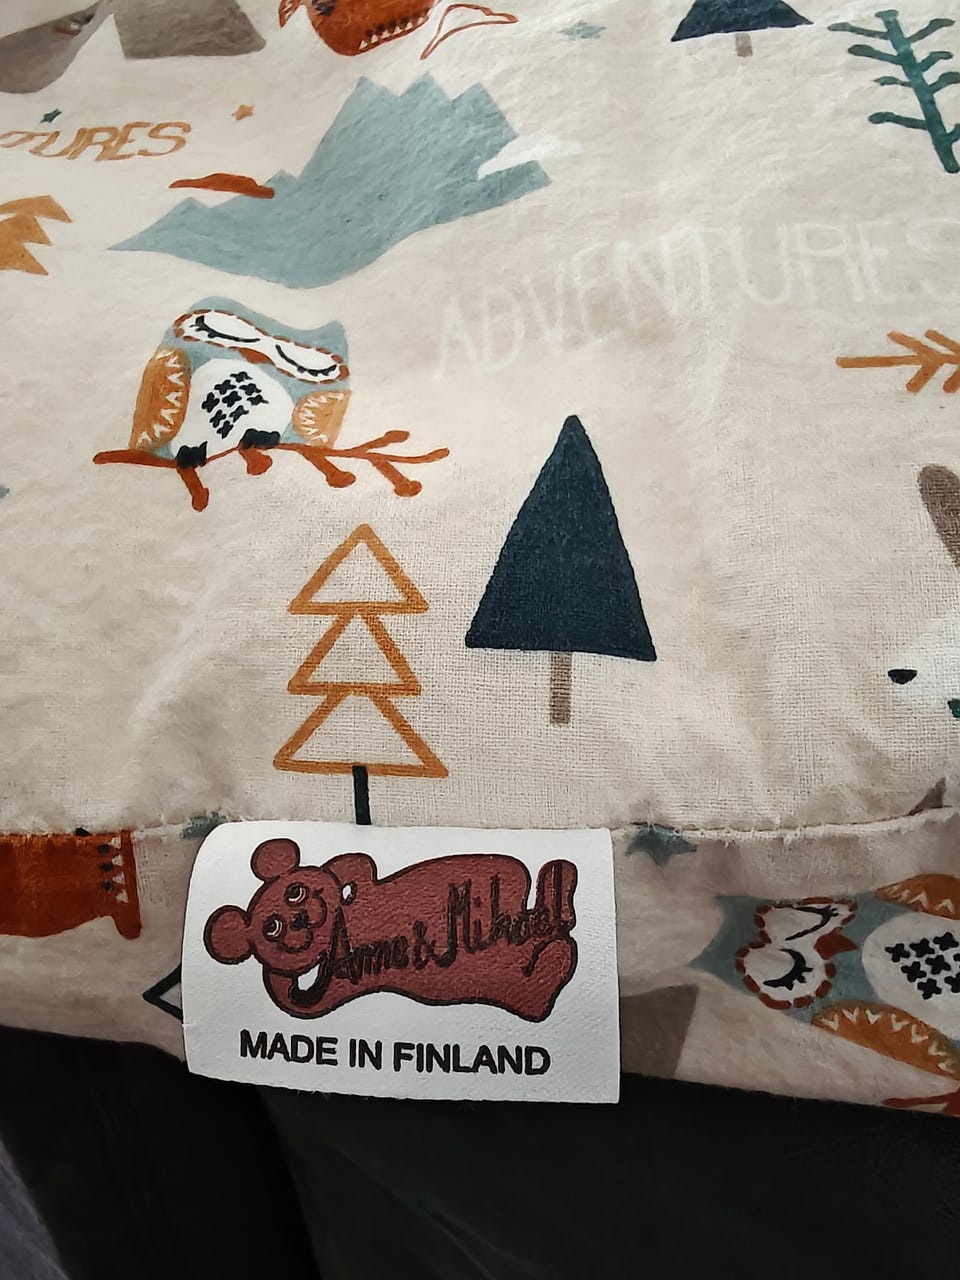 TURES
ADVENTURES
Anne & Mikael
MADE IN FINLAND